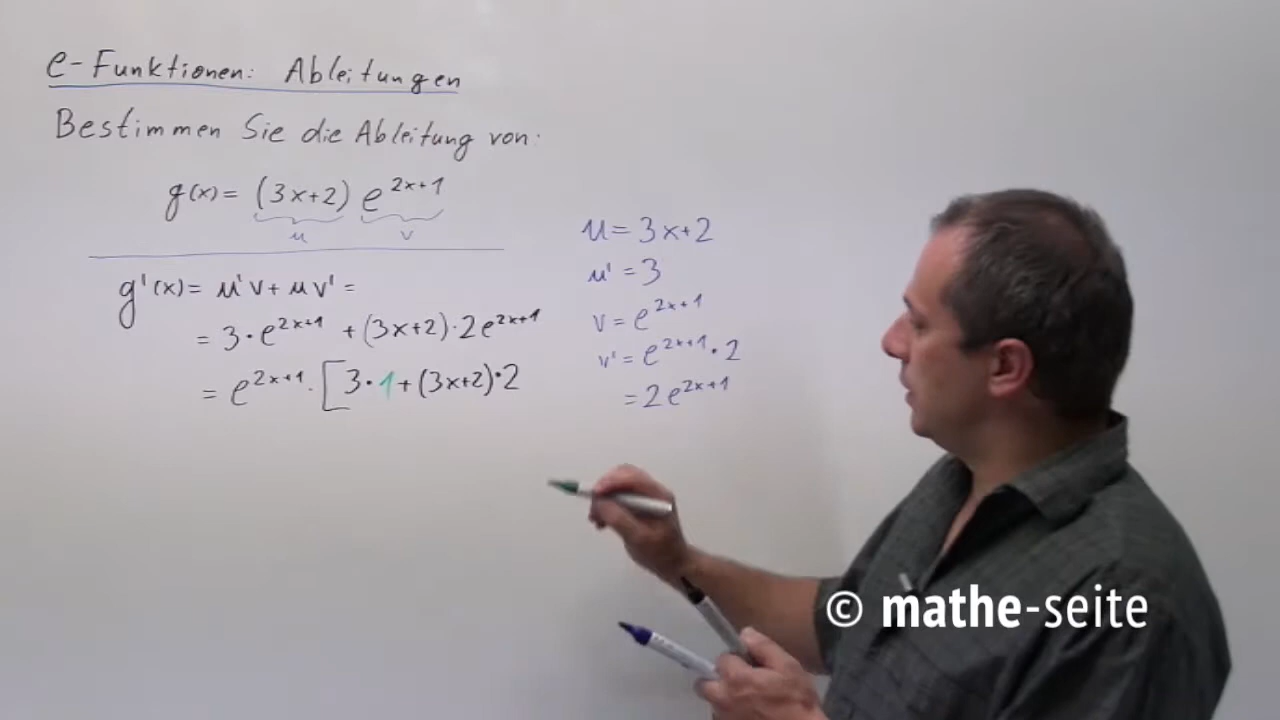 e-Funktionen: Ableitungen
Bestimmen Sie die Ableitung von:
g(x) = (3x+2) e^{2x+1}
u v
g'(x) = u'v + uv' =
= 3·e^{2x+1} + (3x+2)·2e^{2x+1}
= e^{2x+1}·[3·1+(3x+2)·2
u = 3x+2
u' = 3
v = e^{2x+1}
v' = e^{2x+1}·2
= 2e^{2x+1}
© mathe-seite